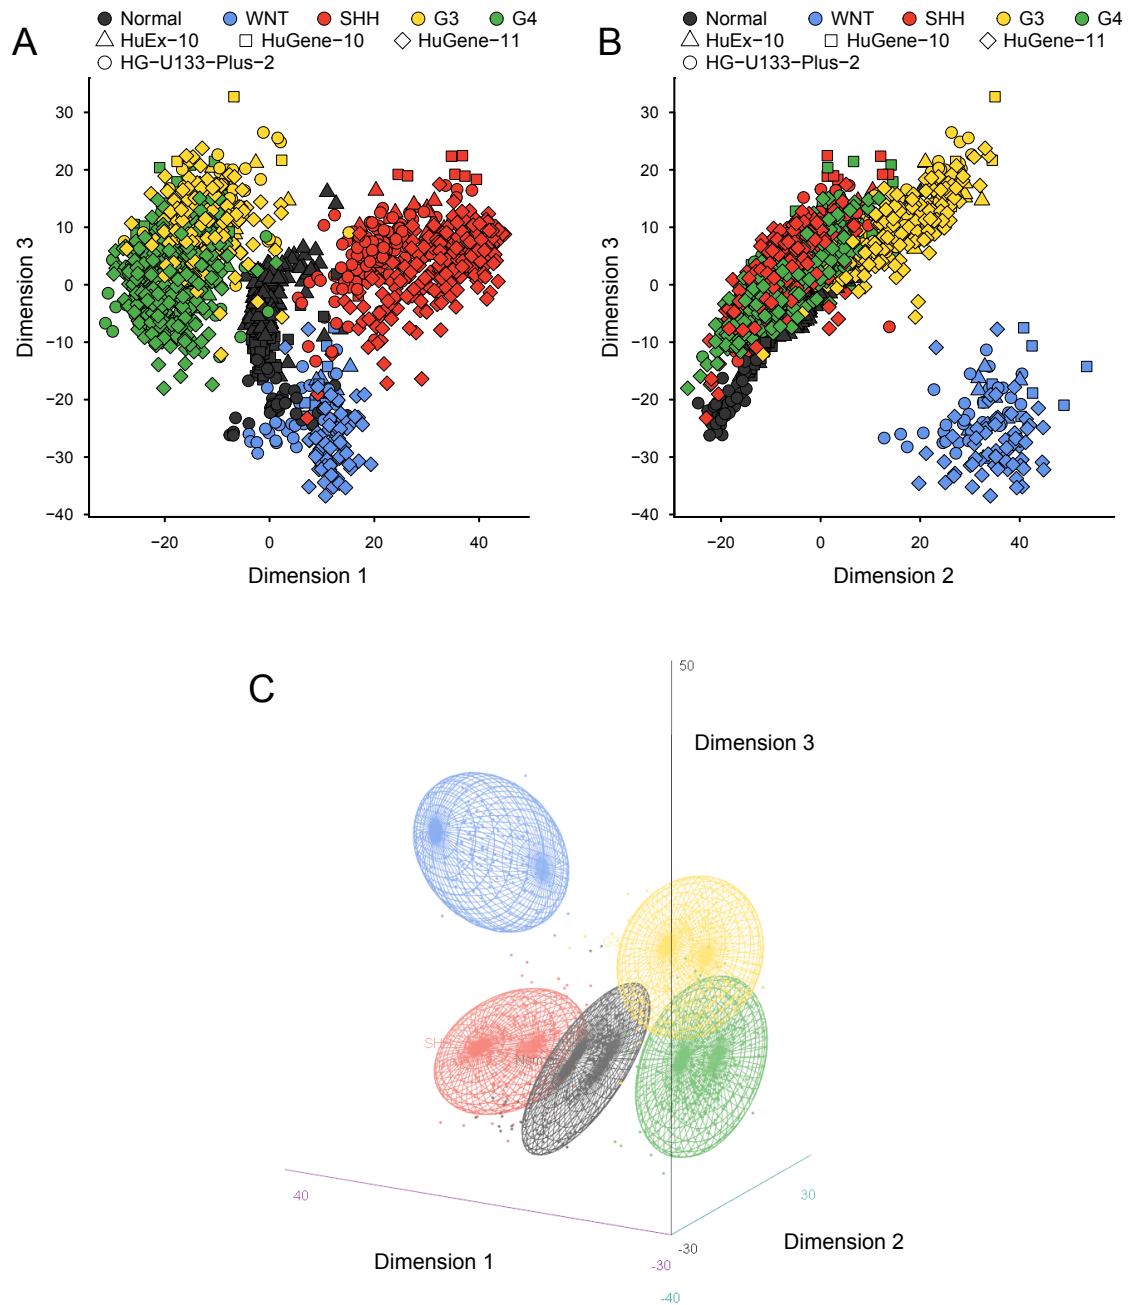 A
Normal WNT SHH G3 G4
HuEx−10 HuGene−10 HuGene−11
HG−U133−Plus−2
30
20
10
0
−10
−20
−30
−40
Dimension 3
−20 0 20 40
Dimension 1
B
Normal WNT SHH G3 G4
HuEx−10 HuGene−10 HuGene−11
HG−U133−Plus−2
30
20
10
0
−10
−20
−30
−40
Dimension 3
−20 0 20 40
Dimension 2
C
50
Dimension 3
G3
40
30
Dimension 1
Dimension 2
-30
-30
-40